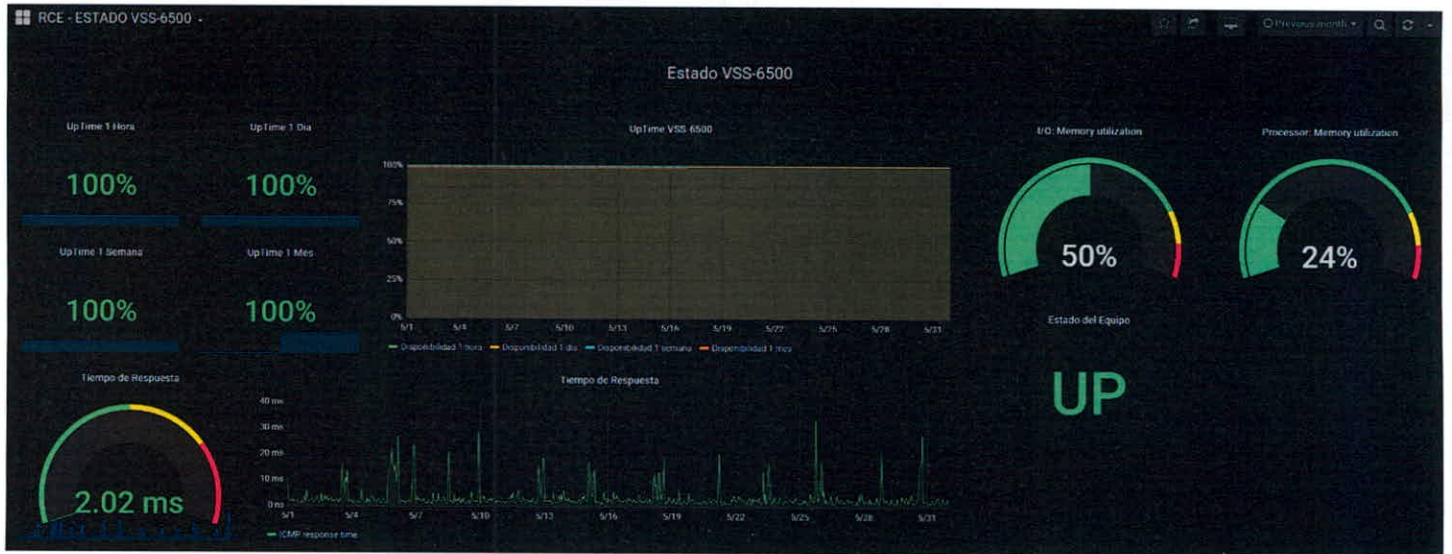 RCE - ESTADO VSS-6500
Previous month
Estado VSS-6500
UpTime 1 Hora
UpTime 1 Dia
UpTime VSS-6500
I/O: Memory utilization
Processor: Memory utilization
100%
100%
100%
75%
50%
25%
0%
5/1 5/4 5/7 5/10 5/13 5/16 5/19 5/22 5/25 5/28 5/31
Disponibilidad 1 hora Disponibilidad 1 dia Disponibilidad 1 semana Disponibilidad 1 mes
50%
24%
UpTime 1 Semana
UpTime 1 Mes
100%
100%
Estado del Equipo
UP
Tiempo de Respuesta
2.02 ms
Tiempo de Respuesta
40 ms
30 ms
20 ms
10 ms
0 ns
5/1 5/4 5/7 5/10 5/13 5/16 5/19 5/22 5/25 5/28 5/31
ICMP response time